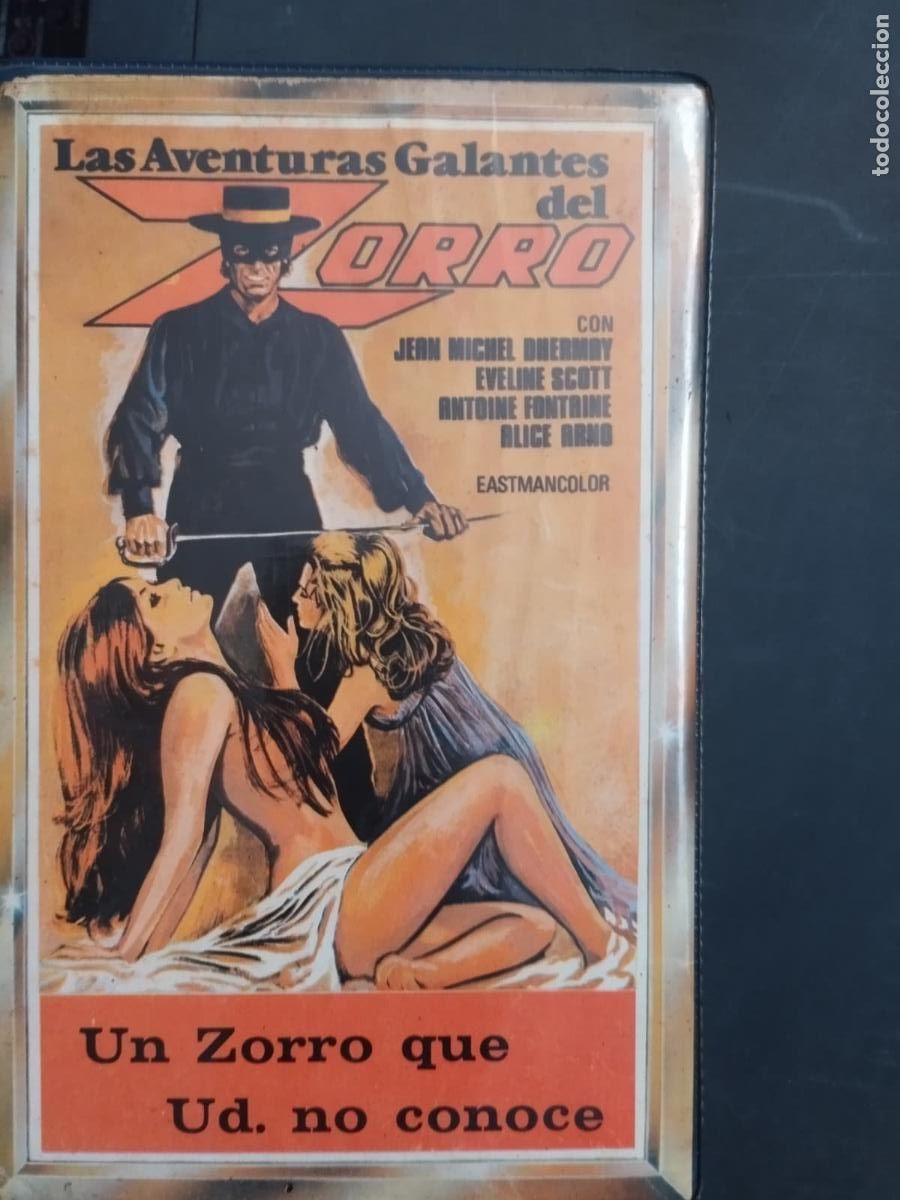 Las Aventuras Galantes
del
ZORRO
CON
JEAN MICHEL DHERMAY
EVELINE SCOTT
ANTOINE FONTAINE
ALICE ARNO
EASTMANCOLOR
Un Zorro que
Ud. no conoce
todocoleccion